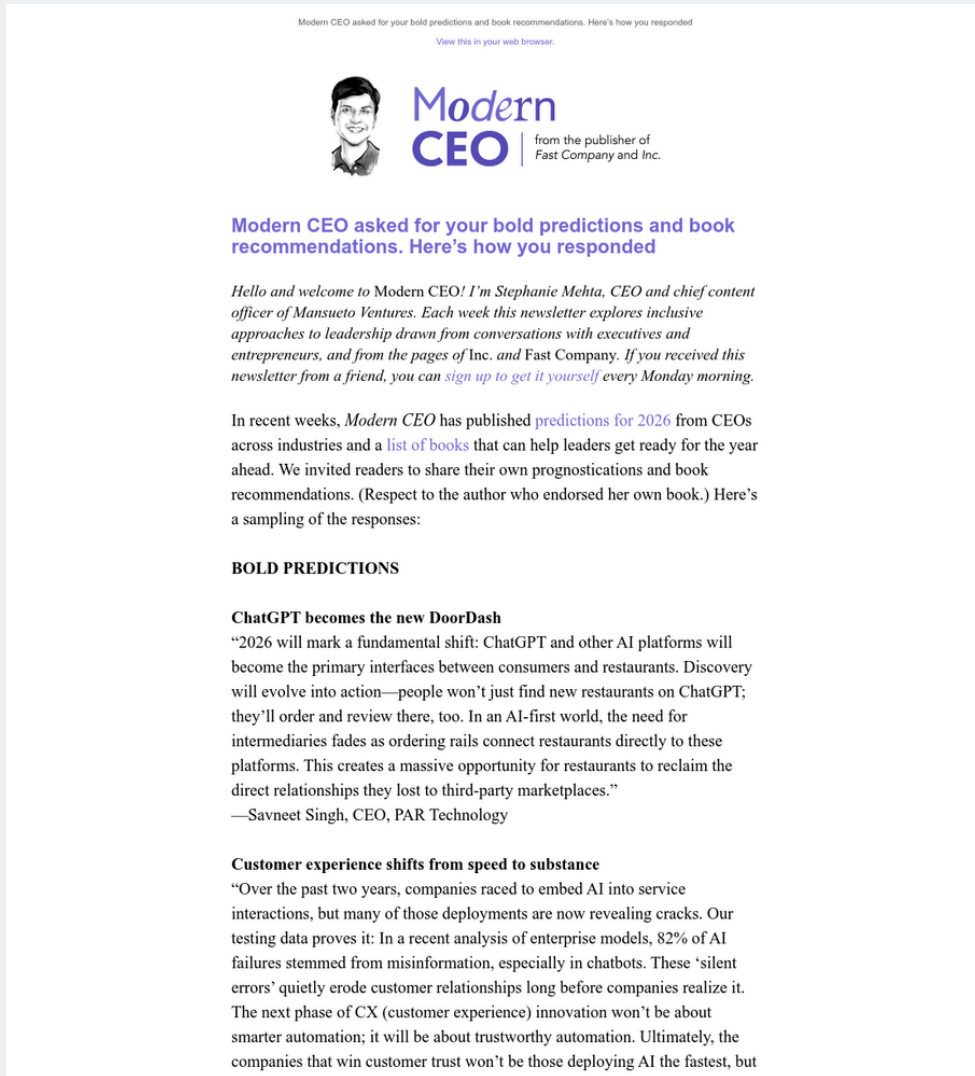 Modern CEO asked for your bold predictions and book recommendations. Here's how you responded
View this in your web browser.
Modern
CEO
from the publisher of
Fast Company and Inc.
Modern CEO asked for your bold predictions and book
recommendations. Here’s how you responded
Hello and welcome to Modern CEO! I’m Stephanie Mehta, CEO and chief content
officer of Mansueto Ventures. Each week this newsletter explores inclusive
approaches to leadership drawn from conversations with executives and
entrepreneurs, and from the pages of Inc. and Fast Company. If you received this
newsletter from a friend, you can sign up to get it yourself every Monday morning.
In recent weeks, Modern CEO has published predictions for 2026 from CEOs
across industries and a list of books that can help leaders get ready for the year
ahead. We invited readers to share their own prognostications and book
recommendations. (Respect to the author who endorsed her own book.) Here’s
a sampling of the responses:
BOLD PREDICTIONS
ChatGPT becomes the new DoorDash
“2026 will mark a fundamental shift: ChatGPT and other AI platforms will
become the primary interfaces between consumers and restaurants. Discovery
will evolve into action—people won’t just find new restaurants on ChatGPT;
they’ll order and review there, too. In an AI-first world, the need for
intermediaries fades as ordering rails connect restaurants directly to these
platforms. This creates a massive opportunity for restaurants to reclaim the
direct relationships they lost to third-party marketplaces.”
—Savneet Singh, CEO, PAR Technology
Customer experience shifts from speed to substance
“Over the past two years, companies raced to embed AI into service
interactions, but many of those deployments are now revealing cracks. Our
testing data proves it: In a recent analysis of enterprise models, 82% of AI
failures stemmed from misinformation, especially in chatbots. These ‘silent
errors’ quietly erode customer relationships long before companies realize it.
The next phase of CX (customer experience) innovation won’t be about
smarter automation; it will be about trustworthy automation. Ultimately, the
companies that win customer trust won’t be those deploying AI the fastest, but